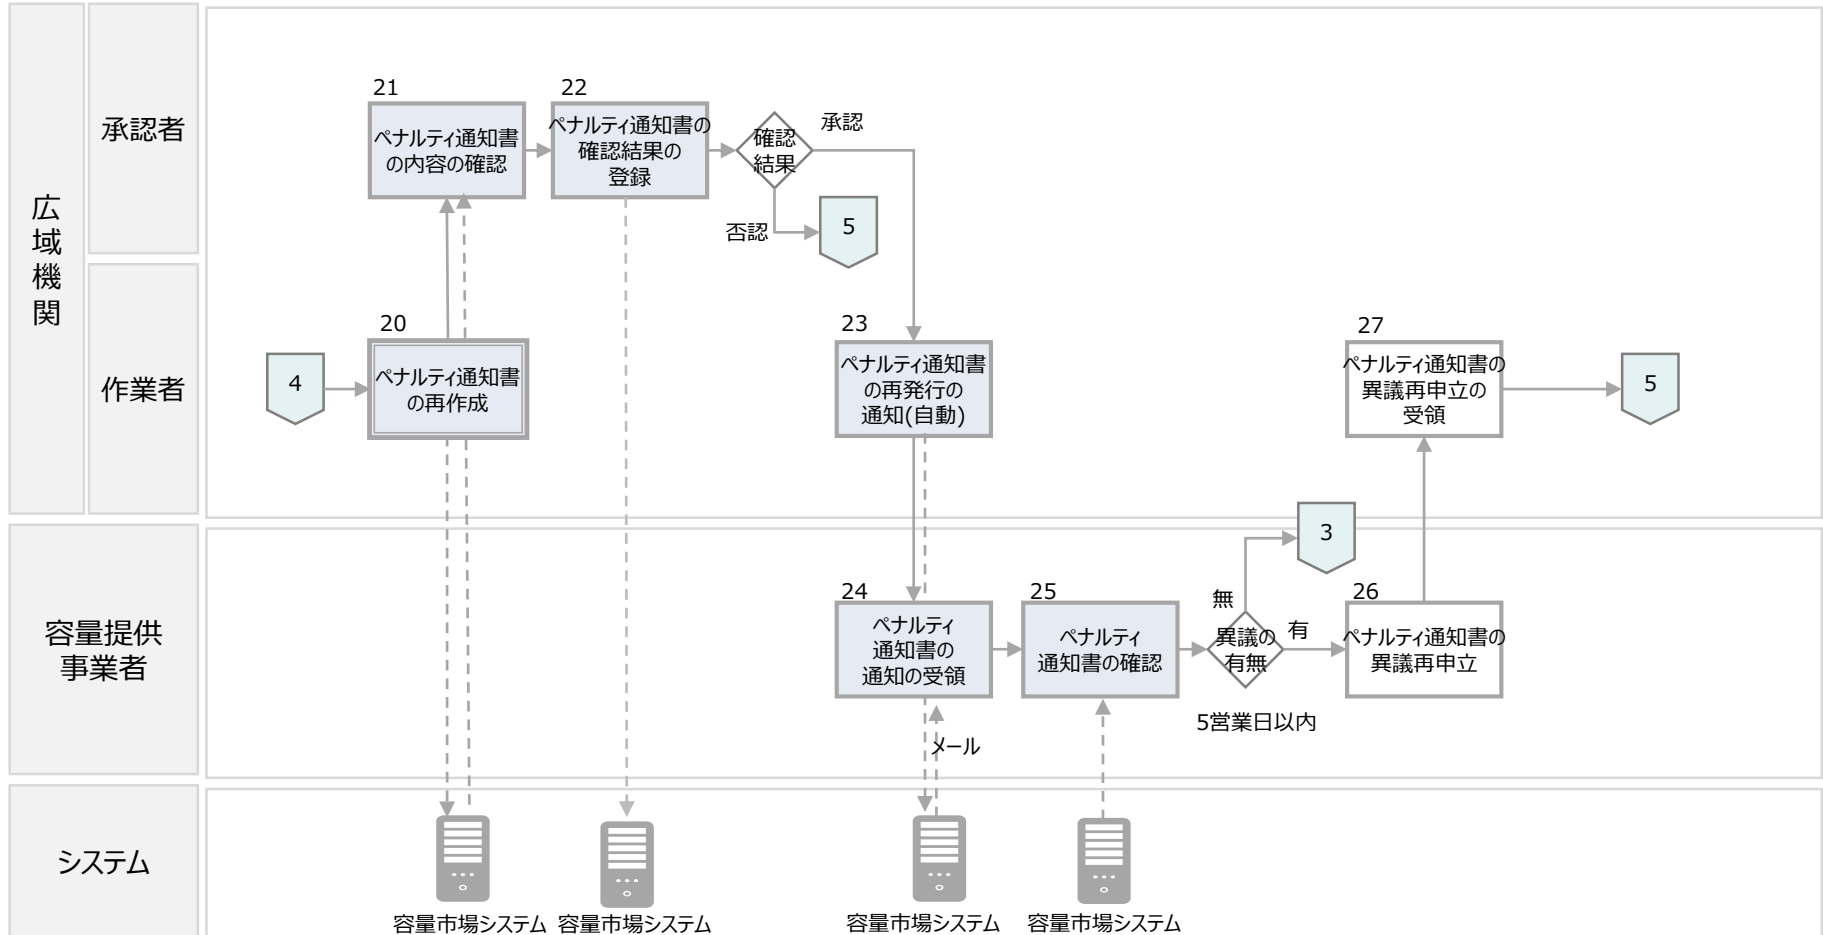 広
域
機
関
承認者
作業者
容量提供
事業者
システム
21
ペナルティ通知書
の内容の確認
22
ペナルティ通知書の
確認結果の
登録
確認
結果
承認
否認
5
4
20
ペナルティ通知書
の再作成
23
ペナルティ通知書
の再発行の
通知(自動)
27
ペナルティ通知書の
異議再申立の
受領
5
3
24
ペナルティ
通知書の
通知の受領
25
ペナルティ
通知書の確認
無
異議の
有無
有
26
ペナルティ通知書の
異議再申立
5営業日以内
メール
容量市場システム
容量市場システム
容量市場システム
容量市場システム